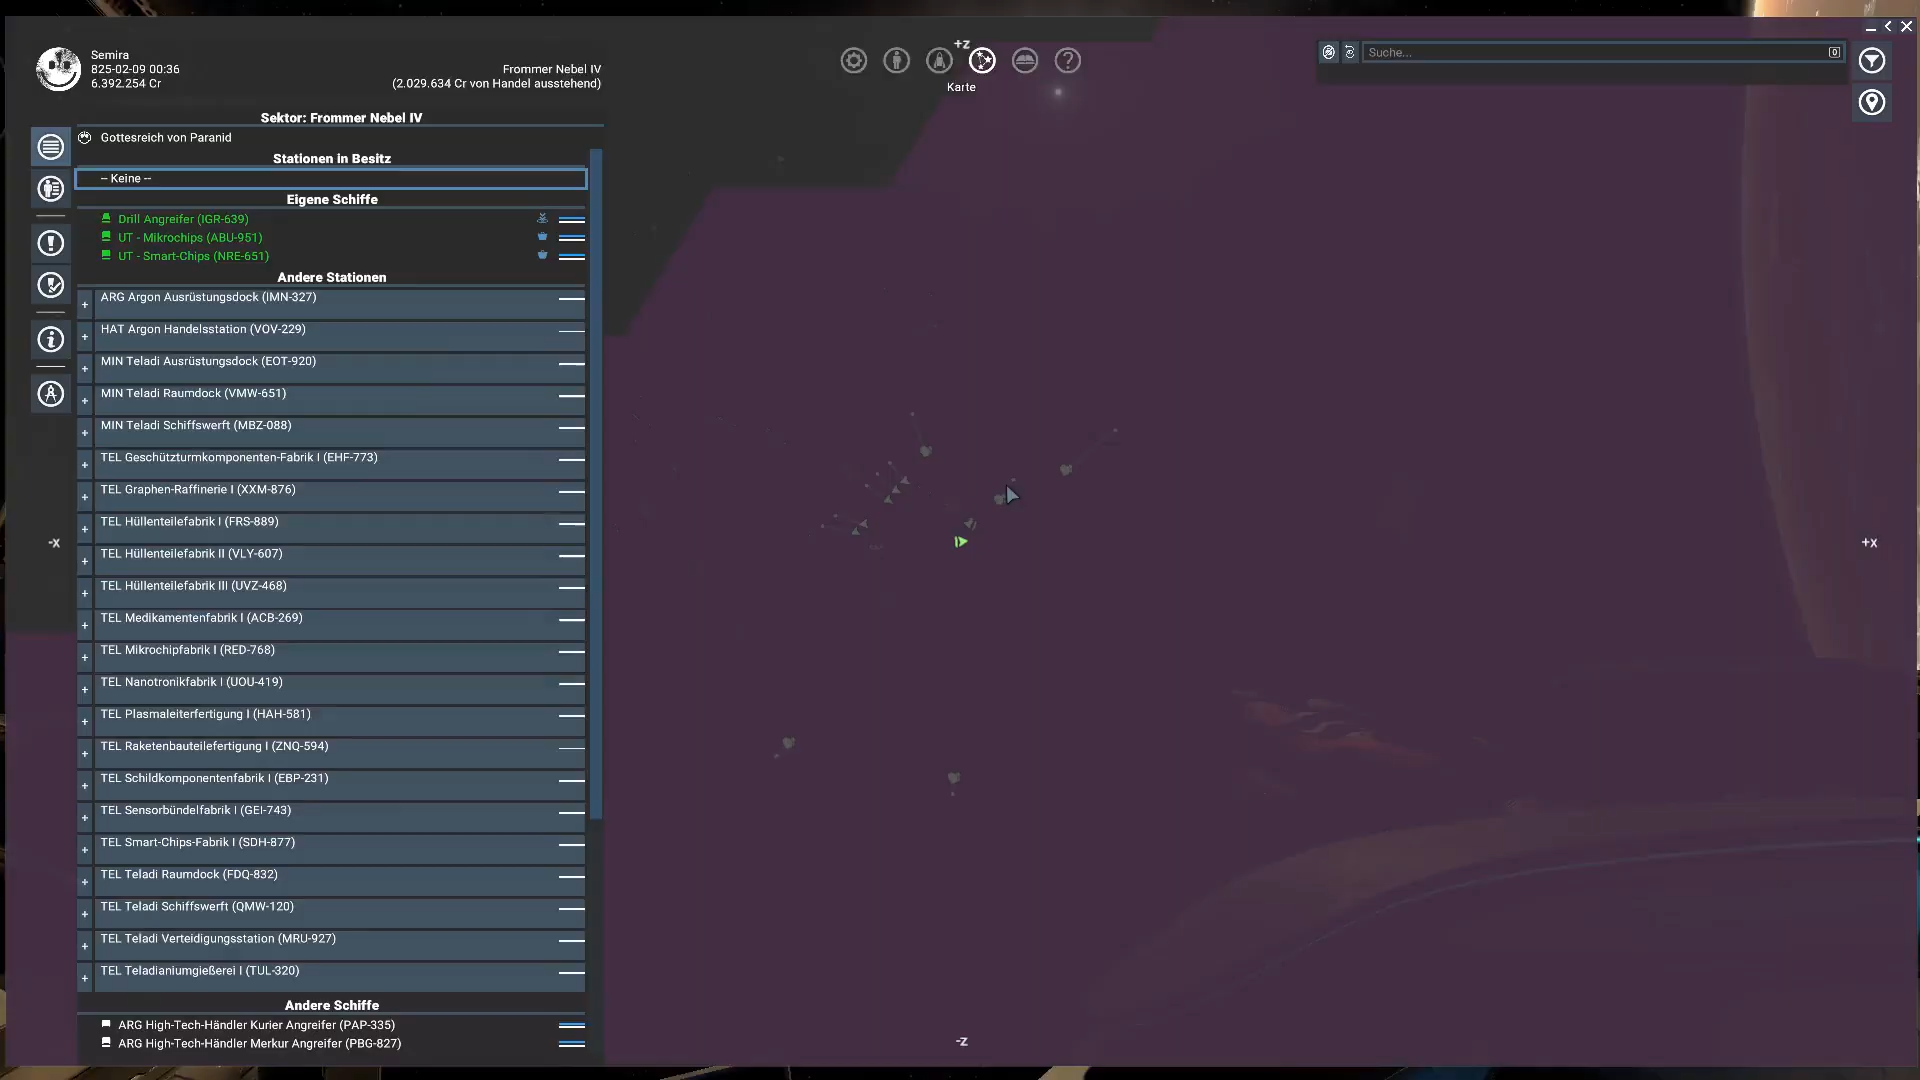 Semira
825-02-09 00:36
6.392.254 Cr
Frommer Nebel IV
(2.029.634 Cr von Handel ausstehend)
+Z
Karte
Suche...
0
Sektor: Frommer Nebel IV
Gottesreich von Paranid
Stationen in Besitz
-- Keine --
Eigene Schiffe
Drill Angreifer (IGR-639)
UT - Mikrochips (ABU-951)
UT - Smart-Chips (NRE-651)
Andere Stationen
+ ARG Argon Ausrüstungsdock (IMN-327)
+ HAT Argon Handelsstation (VOV-229)
+ MIN Teladi Ausrüstungsdock (EOT-920)
+ MIN Teladi Raumdock (VMW-651)
+ MIN Teladi Schiffswerft (MBZ-088)
+ TEL Geschützturmkomponenten-Fabrik I (EHF-773)
+ TEL Graphen-Raffinerie I (XXM-876)
+ TEL Hüllenteilefabrik I (FRS-889)
+ TEL Hüllenteilefabrik II (VLY-607)
+ TEL Hüllenteilefabrik III (UVZ-468)
+ TEL Medikamentenfabrik I (ACB-269)
+ TEL Mikrochipfabrik I (RED-768)
+ TEL Nanotronikfabrik I (UOU-419)
+ TEL Plasmaleiterfertigung I (HAH-581)
+ TEL Raketenbauteilefertigung I (ZNQ-594)
+ TEL Schildkomponentenfabrik I (EBP-231)
+ TEL Sensorbündelfabrik I (GEI-743)
+ TEL Smart-Chips-Fabrik I (SDH-877)
+ TEL Teladi Raumdock (FDQ-832)
+ TEL Teladi Schiffswerft (QMW-120)
+ TEL Teladi Verteidigungsstation (MRU-927)
+ TEL Teladianiumgießerei I (TUL-320)
Andere Schiffe
ARG High-Tech-Händler Kurier Angreifer (PAP-335)
ARG High-Tech-Händler Merkur Angreifer (PBG-827)
-X
+X
-Z